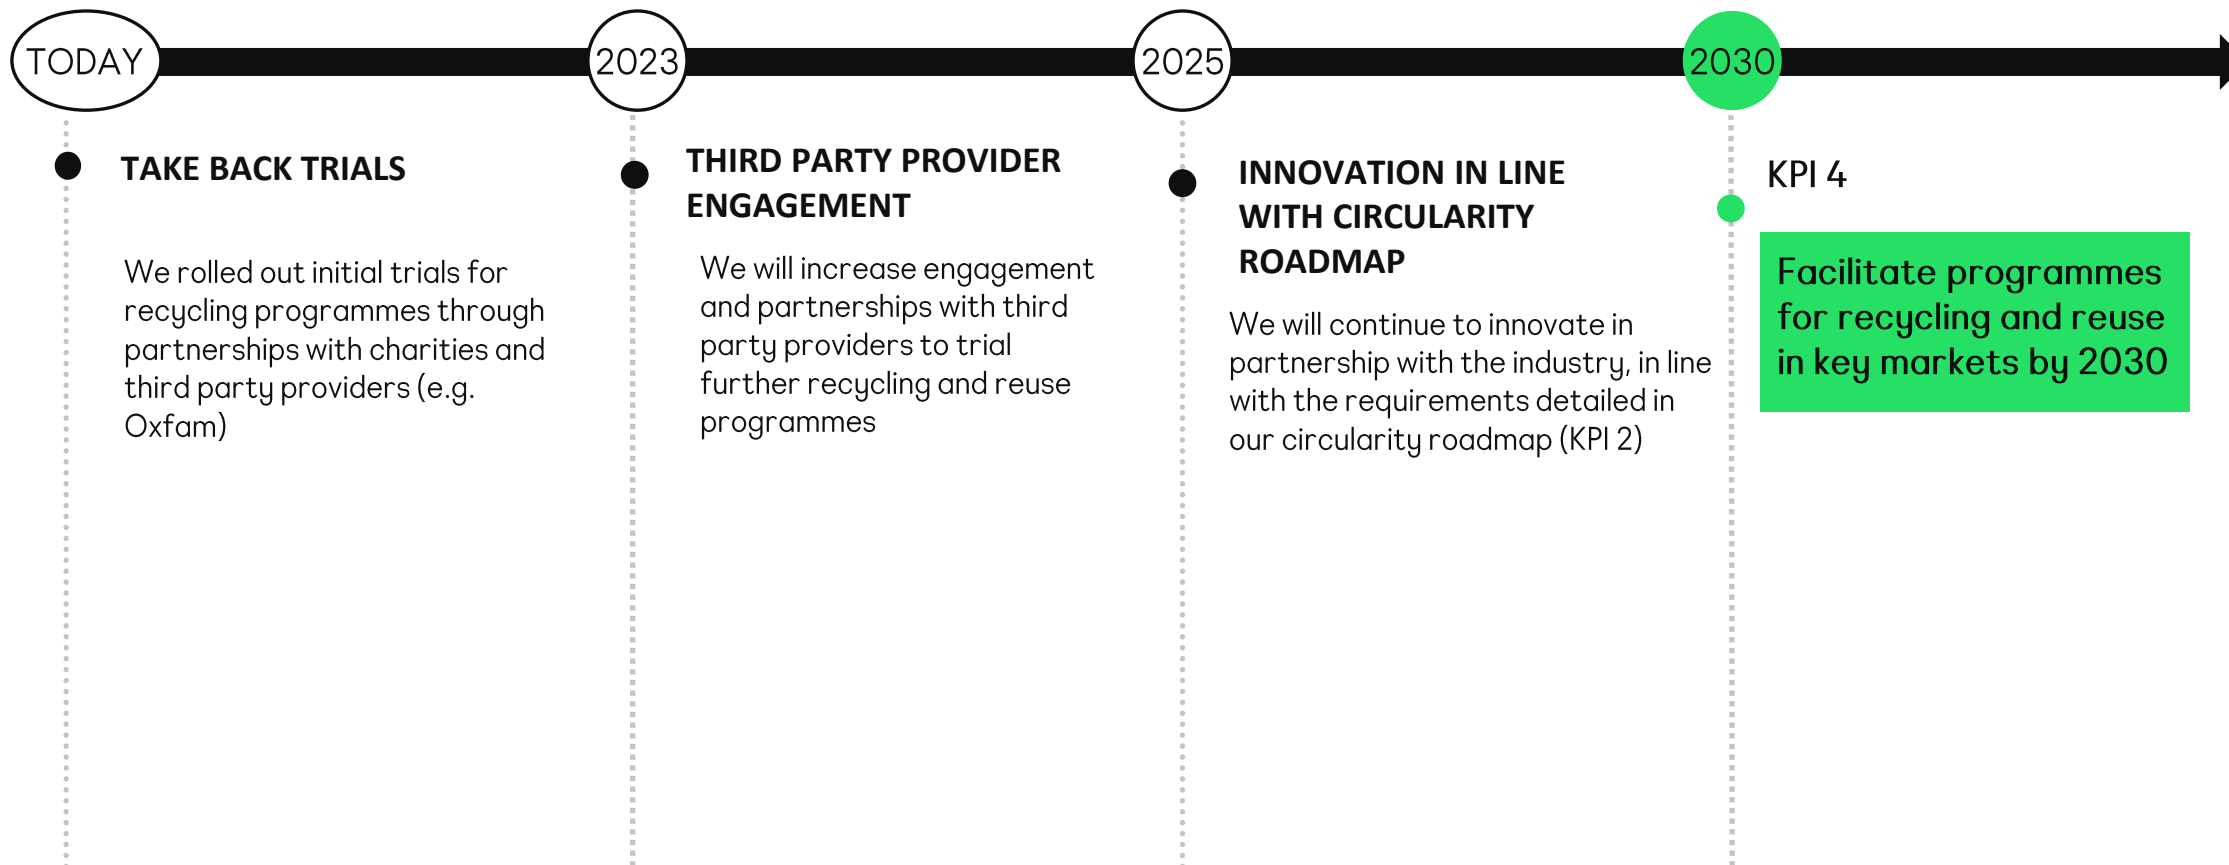 TODAY
2023
2025
2030
TAKE BACK TRIALS
We rolled out initial trials for
recycling programmes through
partnerships with charities and
third party providers (e.g.
Oxfam)
THIRD PARTY PROVIDER
ENGAGEMENT
We will increase engagement
and partnerships with third
party providers to trial
further recycling and reuse
programmes
INNOVATION IN LINE
WITH CIRCULARITY
ROADMAP
We will continue to innovate in
partnership with the industry, in line
with the requirements detailed in
our circularity roadmap (KPI 2)
KPI 4
Facilitate programmes
for recycling and reuse
in key markets by 2030